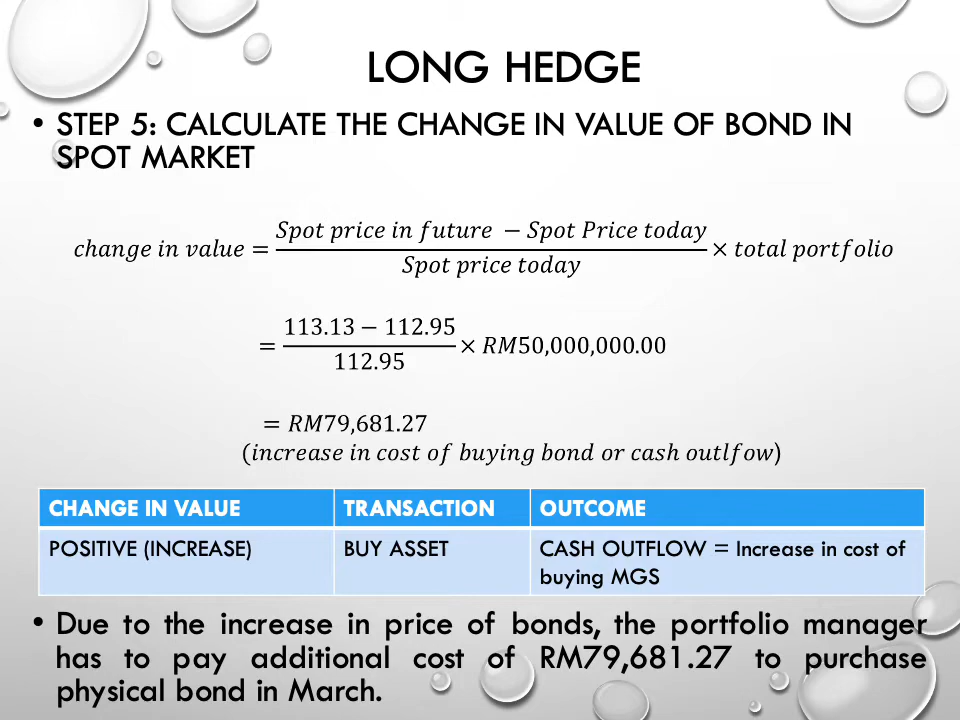 LONG HEDGE
• STEP 5: CALCULATE THE CHANGE IN VALUE OF BOND IN
SPOT MARKET
change in value = (Spot price in future − Spot Price today) / (Spot price today) × total portfolio
= (113.13 − 112.95) / 112.95 × RM50,000,000.00
= RM79,681.27
(increase in cost of buying bond or cash outlfow)
CHANGE IN VALUE TRANSACTION OUTCOME
POSITIVE (INCREASE) BUY ASSET CASH OUTFLOW = Increase in cost of
buying MGS
• Due to the increase in price of bonds, the portfolio manager
has to pay additional cost of RM79,681.27 to purchase
physical bond in March.